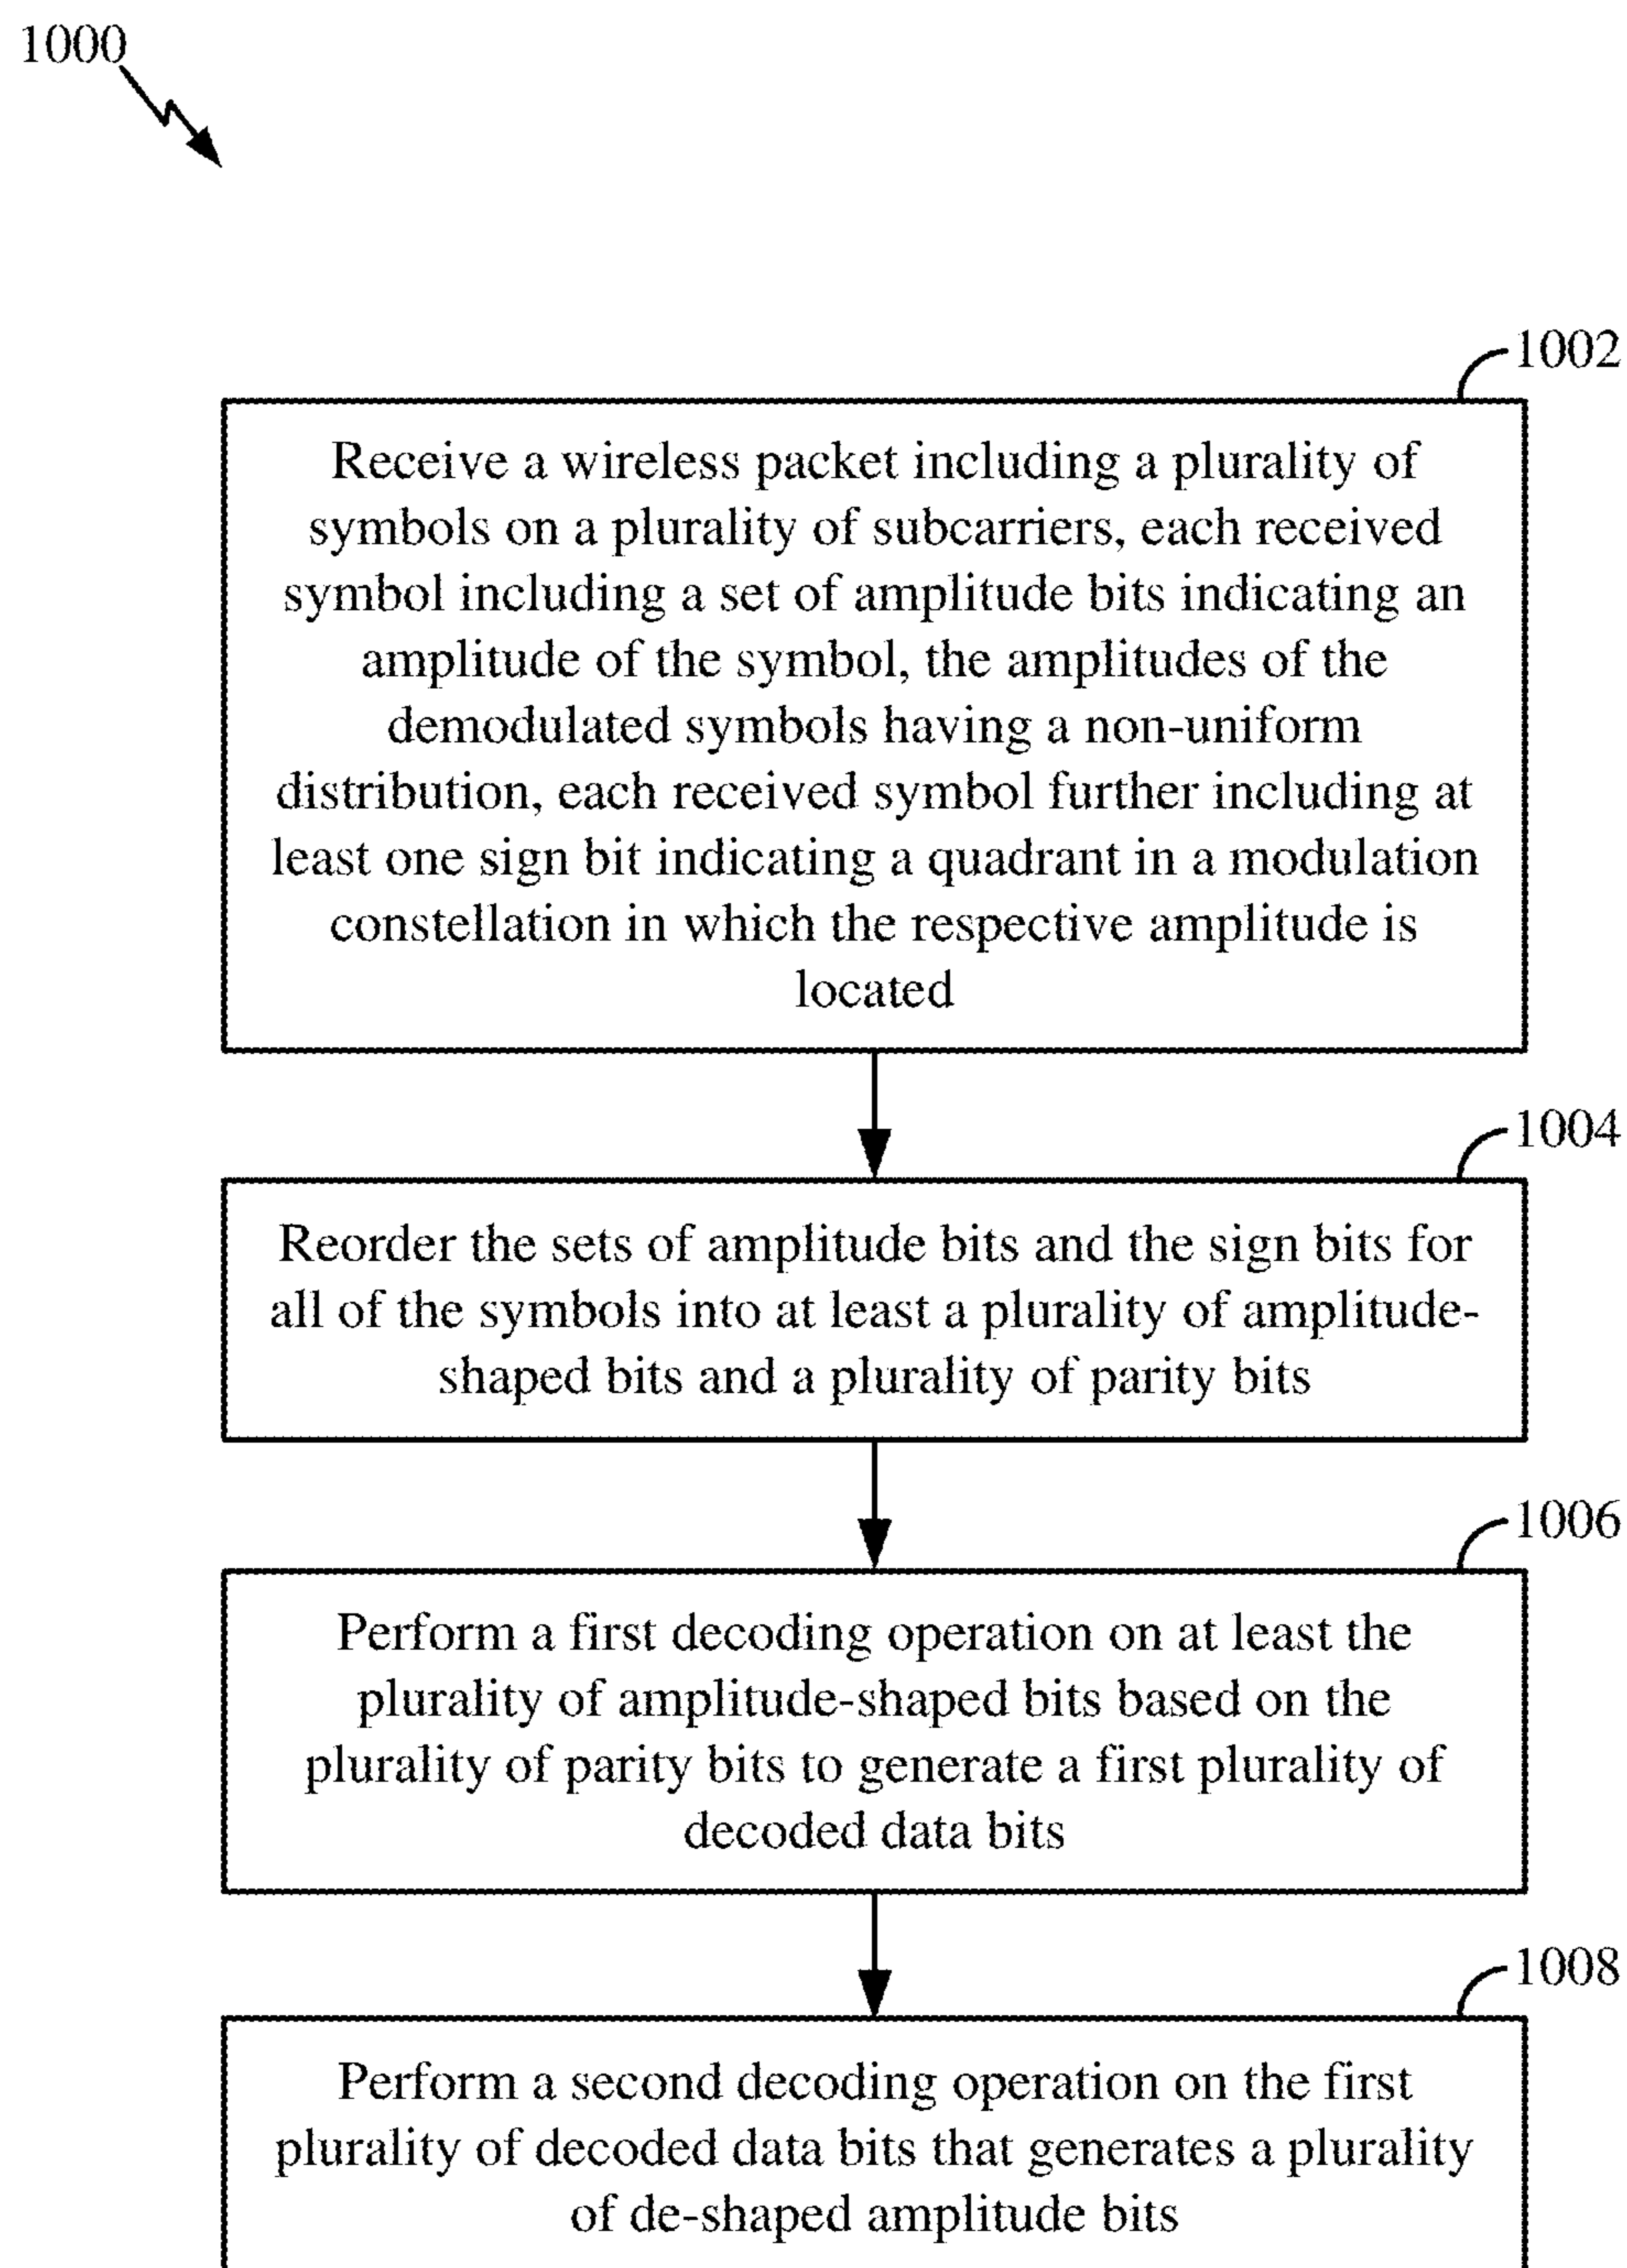 1000
1002
Receive a wireless packet including a plurality of
symbols on a plurality of subcarriers, each received
symbol including a set of amplitude bits indicating an
amplitude of the symbol, the amplitudes of the
demodulated symbols having a non-uniform
distribution, each received symbol further including at
least one sign bit indicating a quadrant in a modulation
constellation in which the respective amplitude is
located
1004
Reorder the sets of amplitude bits and the sign bits for
all of the symbols into at least a plurality of amplitude-
shaped bits and a plurality of parity bits
1006
Perform a first decoding operation on at least the
plurality of amplitude-shaped bits based on the
plurality of parity bits to generate a first plurality of
decoded data bits
1008
Perform a second decoding operation on the first
plurality of decoded data bits that generates a plurality
of de-shaped amplitude bits